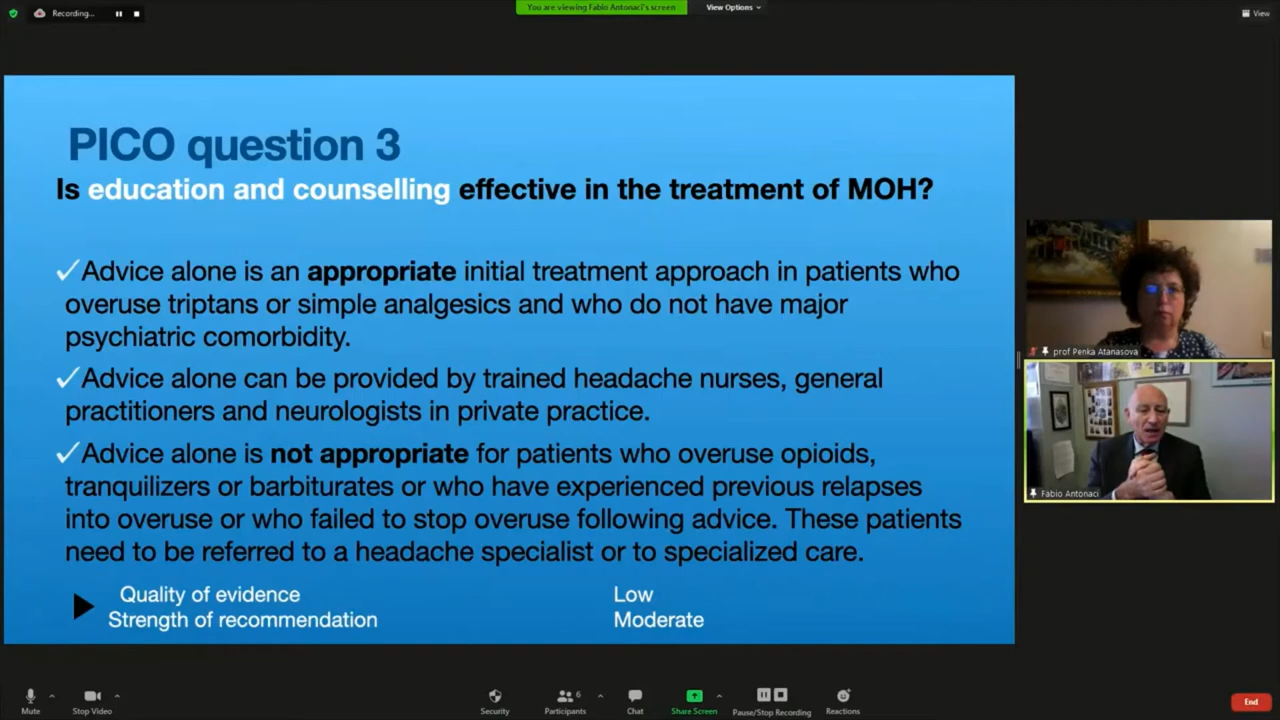 Recording...
You are viewing Fabio Antonaci's screen
View Options
View
PICO question 3
Is education and counselling effective in the treatment of MOH?
✓Advice alone is an appropriate initial treatment approach in patients who
overuse triptans or simple analgesics and who do not have major
psychiatric comorbidity.
✓Advice alone can be provided by trained headache nurses, general
practitioners and neurologists in private practice.
✓Advice alone is not appropriate for patients who overuse opioids,
tranquilizers or barbiturates or who have experienced previous relapses
into overuse or who failed to stop overuse following advice. These patients
need to be referred to a headache specialist or to specialized care.
Quality of evidence Low
Strength of recommendation Moderate
prof Penka Atanasova
Fabio Antonaci
Mute
Stop Video
Security
Participants 6
Chat
Share Screen
Pause/Stop Recording
Reactions
End